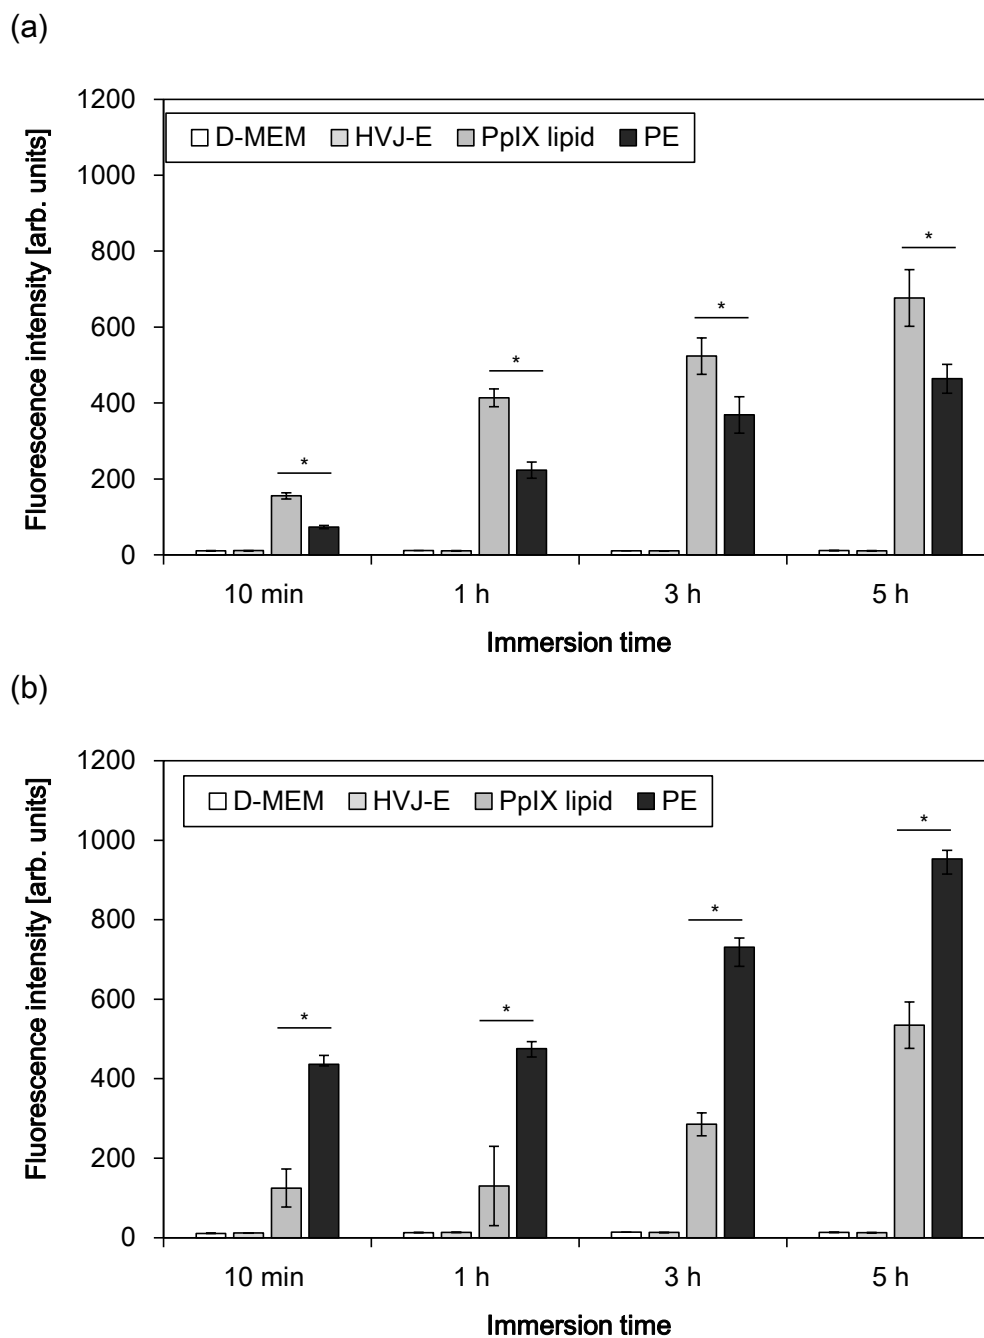 (a)
Fluorescence intensity [arb. units]
1200
1000
800
600
400
200
0
D-MEM HVJ-E PpIX lipid PE
*
*
*
*
10 min 1 h 3 h 5 h
Immersion time
(b)
Fluorescence intensity [arb. units]
1200
1000
800
600
400
200
0
D-MEM HVJ-E PpIX lipid PE
*
*
*
*
10 min 1 h 3 h 5 h
Immersion time